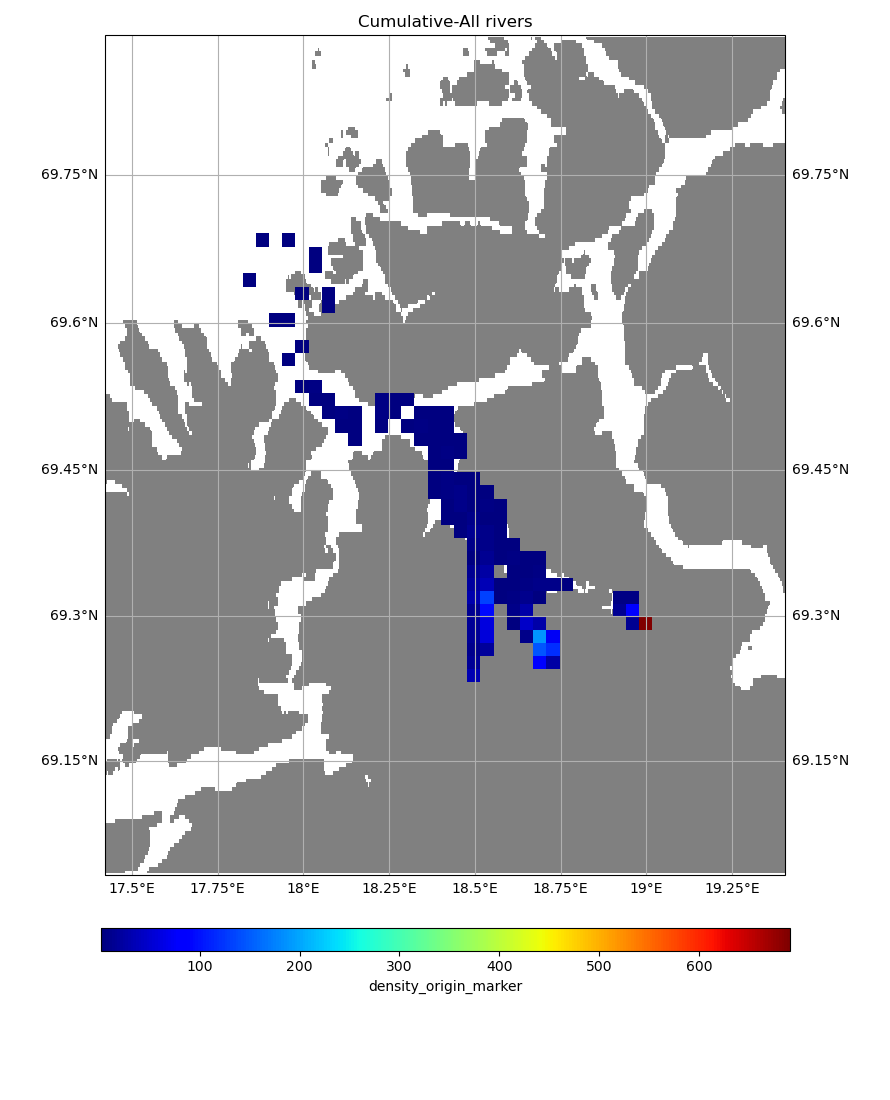 Cumulative-All rivers
69.75°N 69.75°N
69.6°N 69.6°N
69.45°N 69.45°N
69.3°N 69.3°N
69.15°N 69.15°N
17.5°E 17.75°E 18°E 18.25°E 18.5°E 18.75°E 19°E 19.25°E
100 200 300 400 500 600
density_origin_marker